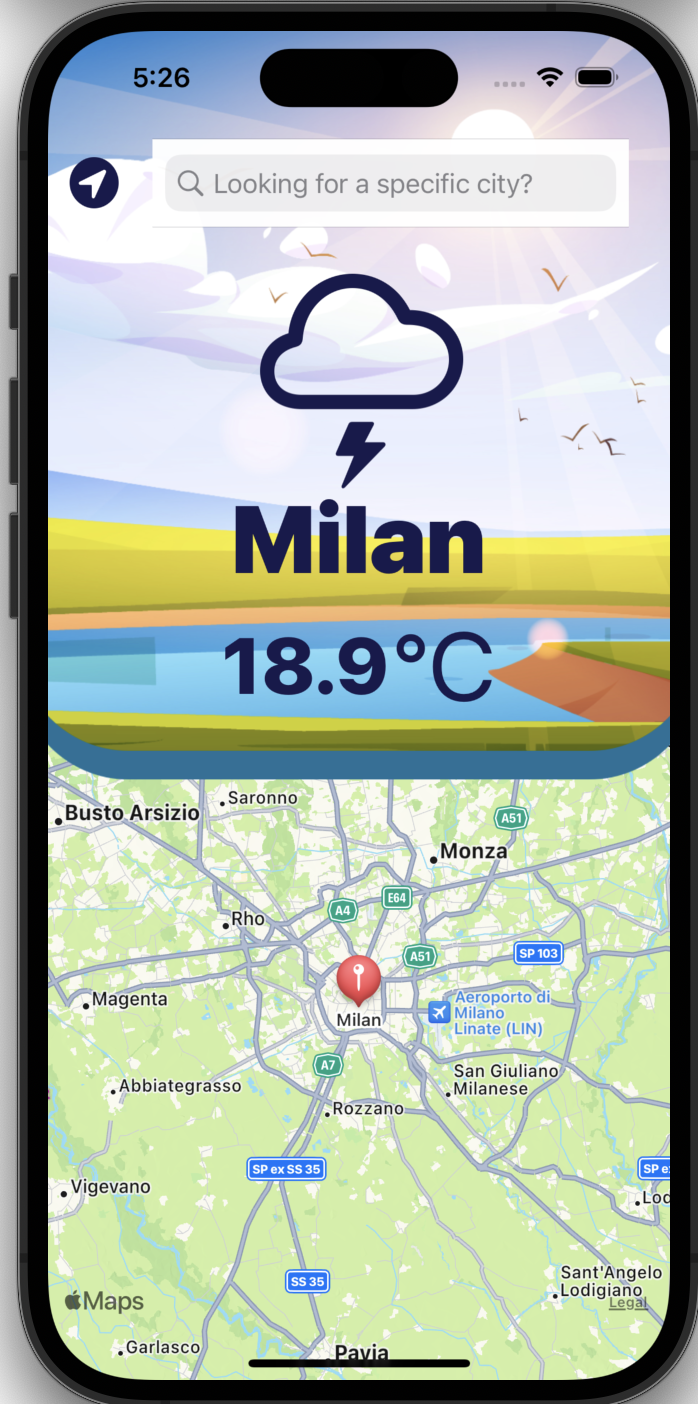 5:26
Looking for a specific city?
Milan
18.9°C
Saronno
Busto Arsizio
A51
Monza
E64
A4
Rho
A51
SP 103
Magenta
Aeroporto di
Milano
Linate (LIN)
Milan
A7
San Giuliano
Milanese
Abbiategrasso
Rozzano
SP ex SS 35
SP e
Vigevano
Lod
SS 35
Sant'Angelo
Lodigiano
Maps
Legal
Garlasco
Pavia